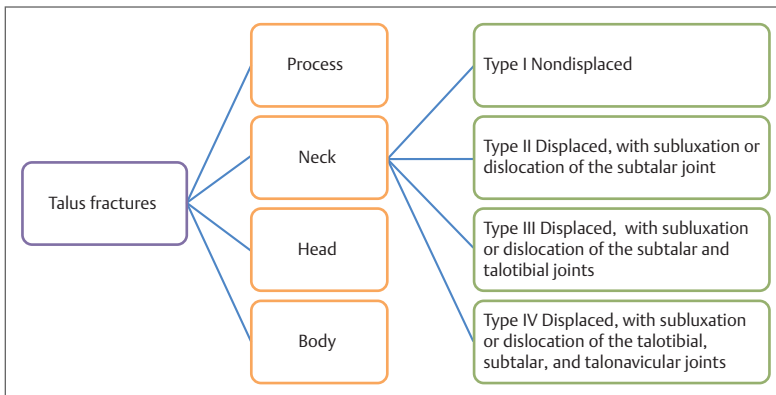 Talus fractures
Process
Neck
Head
Body
Type I Nondisplaced
Type II Displaced, with subluxation or
dislocation of the subtalar joint
Type III Displaced, with subluxation
or dislocation of the subtalar and
talotibial joints
Type IV Displaced, with subluxation
or dislocation of the talotibial,
subtalar, and talonavicular joints